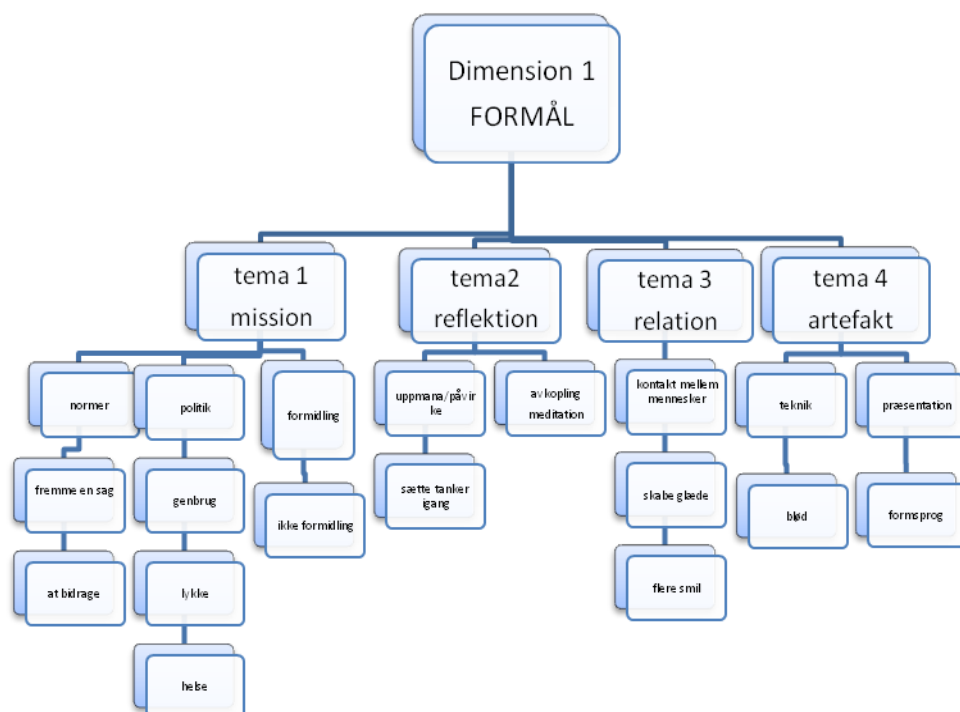 Dimension 1
FORMÅL
tema 1
mission
tema2
reflektion
tema 3
relation
tema 4
artefakt
normer
politik
formidling
uppmana/påvir
ke
avkopling
meditation
kontakt mellem
mennesker
teknik
præsentation
fremme en sag
genbrug
ikke formidling
sætte tanker
igang
skabe glæde
blød
formsprog
at bidrage
lykke
flere smil
helse